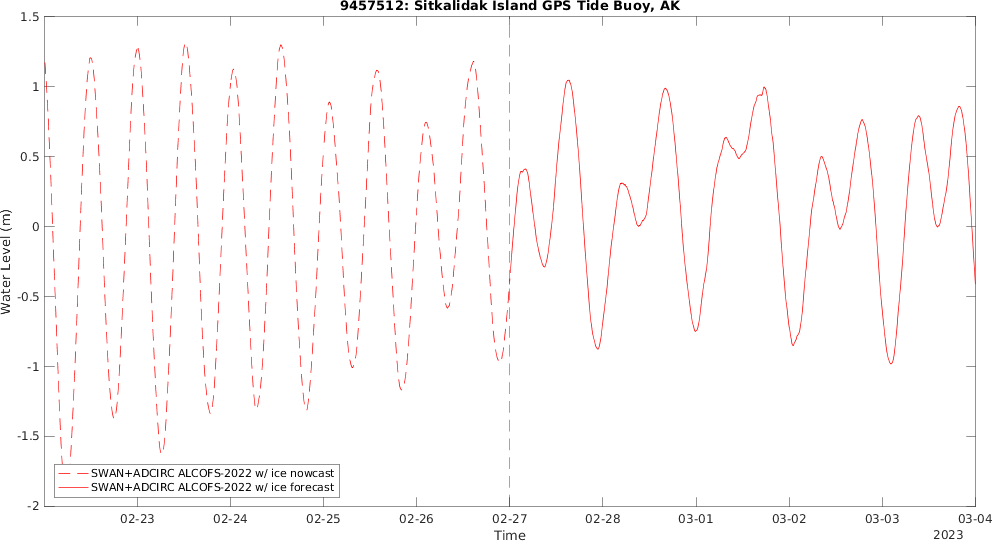 9457512: Sitkalidak Island GPS Tide Buoy, AK
1.5
1
0.5
0
-0.5
-1
-1.5
-2
Water Level (m)
SWAN+ADCIRC ALCOFS-2022 w/ ice nowcast
SWAN+ADCIRC ALCOFS-2022 w/ ice forecast
02-23 02-24 02-25 02-26 02-27 02-28 03-01 03-02 03-03 03-04
Time
2023